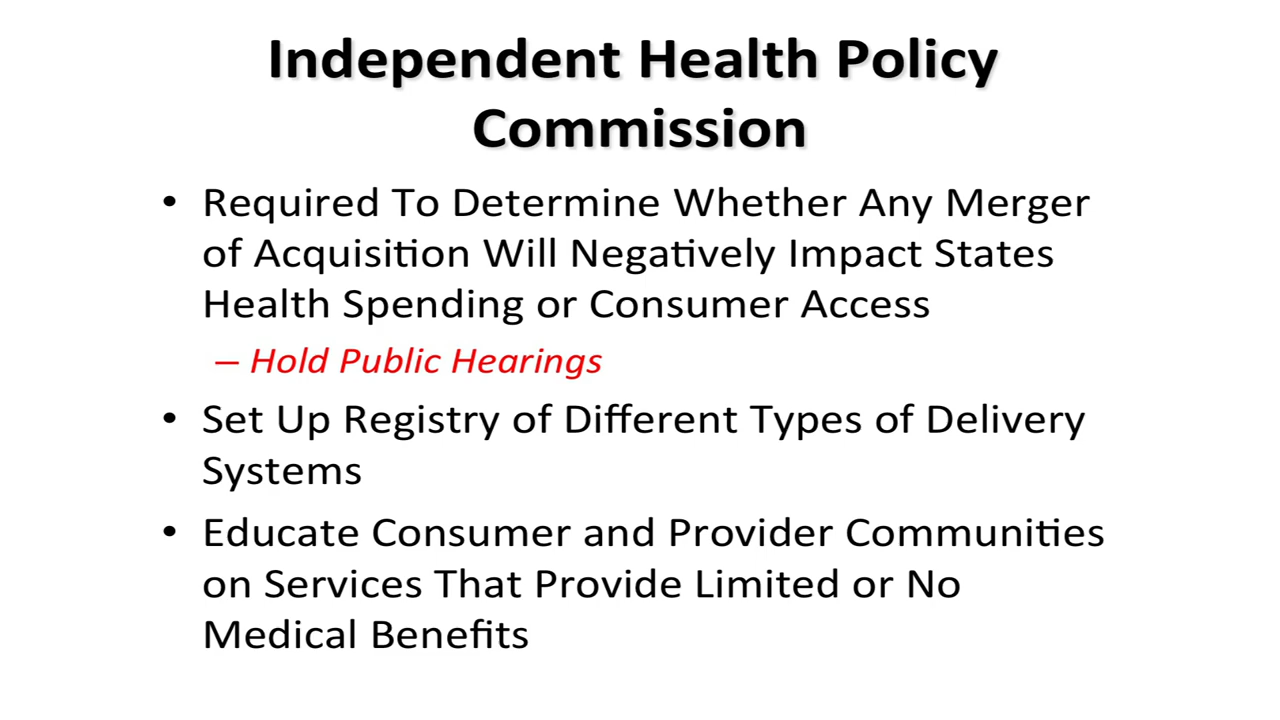 Independent Health Policy
Commission
• Required To Determine Whether Any Merger
of Acquisition Will Negatively Impact States
Health Spending or Consumer Access
– Hold Public Hearings
• Set Up Registry of Different Types of Delivery
Systems
• Educate Consumer and Provider Communities
on Services That Provide Limited or No
Medical Benefits